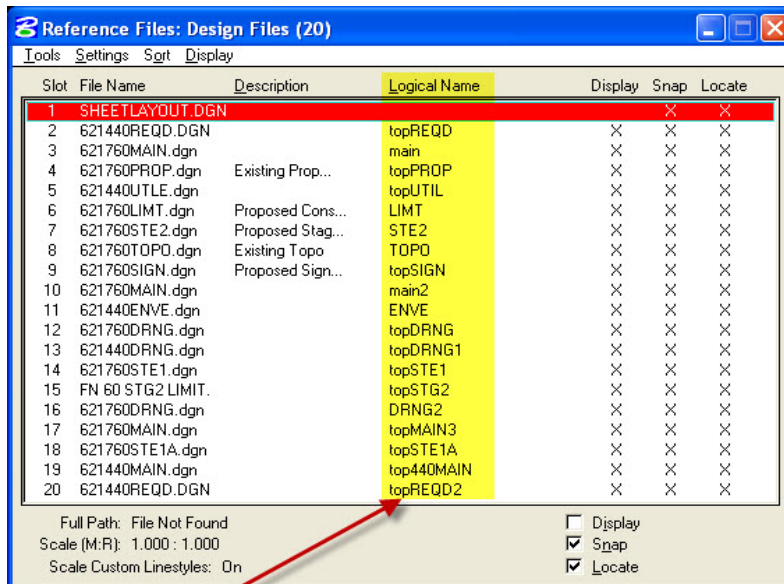 Reference Files: Design Files (20)
Tools Settings Sort Display
Slot File Name Description Logical Name Display Snap Locate
1 SHEETLAYOUT.DGN X X
2 621440REQD.DGN topREQD X X X
3 621760MAIN.dgn main X X X
4 621760PROP.dgn Existing Prop... topPROP X X X
5 621440UTLE.dgn topUTIL X X X
6 621760LIMT.dgn Proposed Cons... LIMT X X X
7 621760STE2.dgn Proposed Stag... STE2 X X X
8 621760TOPO.dgn Existing Topo TOPO X X X
9 621760SIGN.dgn Proposed Sign... topSIGN X X X
10 621760MAIN.dgn main2 X X X
11 621440ENVE.dgn ENVE X X X
12 621760DRNG.dgn topDRNG X X X
13 621440DRNG.dgn topDRNG1 X X X
14 621760STE1.dgn topSTE1 X X X
15 FN 60 STG2 LIMIT. topSTG2 X X X
16 621760DRNG.dgn DRNG2 X X X
17 621760MAIN.dgn topMAIN3 X X X
18 621760STE1A.dgn topSTE1A X X X
19 621440MAIN.dgn top440MAIN X X X
20 621440REQD.DGN topREQD2 X X X
Full Path: File Not Found Display
Scale (M:R): 1.000 : 1.000 Snap
Scale Custom Linestyles: On Locate